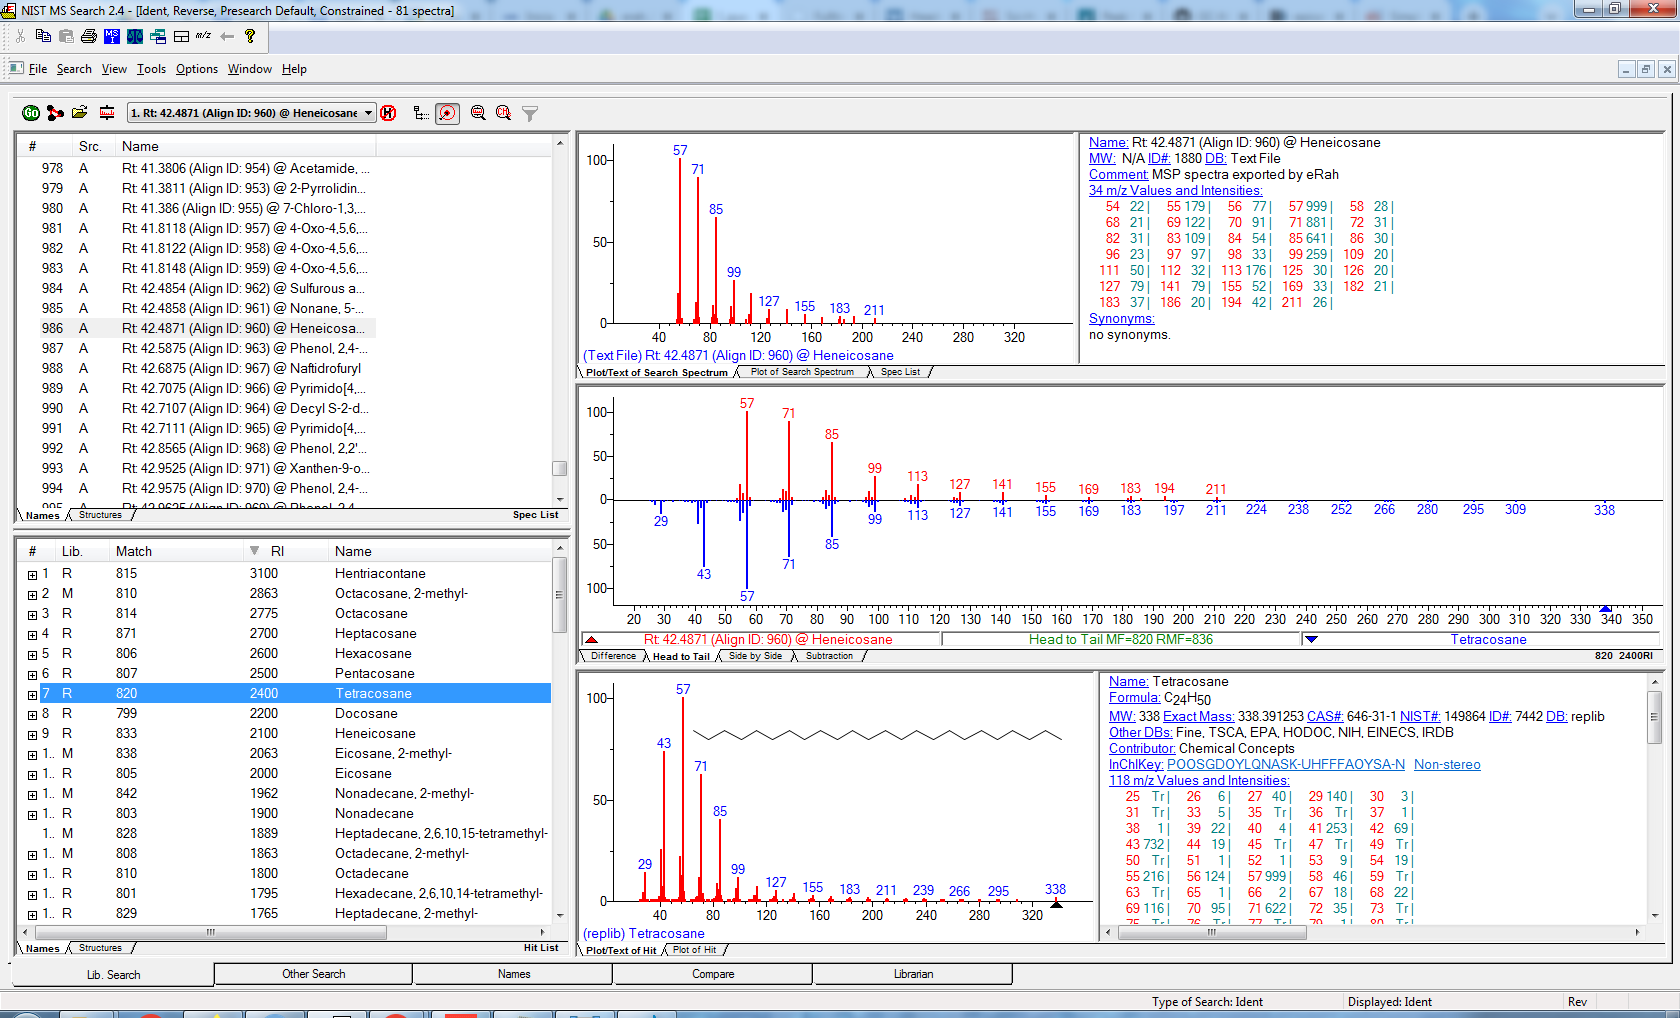 NIST MS Search 2.4 - [Ident, Reverse, Presearch Default, Constrained - 81 spectra]
File Search View Tools Options Window Help
1. Rt: 42.4871 (Align ID: 960) @ Heneicosane
# Src. Name
978 A Rt: 41.3806 (Align ID: 954) @ Acetamide, ...
979 A Rt: 41.3811 (Align ID: 953) @ 2-Pyrrolidin...
980 A Rt: 41.386 (Align ID: 955) @ 7-Chloro-1,3,...
981 A Rt: 41.8118 (Align ID: 957) @ 4-Oxo-4,5,6,...
982 A Rt: 41.8122 (Align ID: 958) @ 4-Oxo-4,5,6,...
983 A Rt: 41.8148 (Align ID: 959) @ 4-Oxo-4,5,6,...
984 A Rt: 42.4854 (Align ID: 962) @ Sulfurous a...
985 A Rt: 42.4858 (Align ID: 961) @ Nonane, 5-...
986 A Rt: 42.4871 (Align ID: 960) @ Heneicosa...
987 A Rt: 42.5875 (Align ID: 963) @ Phenol, 2,4-...
988 A Rt: 42.6875 (Align ID: 967) @ Naftidrofuryl
989 A Rt: 42.7075 (Align ID: 966) @ Pyrimido[4,...
990 A Rt: 42.7107 (Align ID: 964) @ Decyl S-2-d...
991 A Rt: 42.7111 (Align ID: 965) @ Pyrimido[4,...
992 A Rt: 42.8565 (Align ID: 968) @ Phenol, 2,2'...
993 A Rt: 42.9525 (Align ID: 971) @ Xanthen-9-o...
994 A Rt: 42.9575 (Align ID: 970) @ Phenol, 2,4-...
Names Structures Spec List
# Lib. Match RI Name
1 R 815 3100 Hentriacontane
2 M 810 2863 Octacosane, 2-methyl-
3 R 814 2775 Octacosane
4 R 871 2700 Heptacosane
5 R 806 2600 Hexacosane
6 R 807 2500 Pentacosane
7 R 820 2400 Tetracosane
8 R 799 2200 Docosane
9 R 833 2100 Heneicosane
1.. M 838 2063 Eicosane, 2-methyl-
1.. R 805 2000 Eicosane
1.. M 842 1962 Nonadecane, 2-methyl-
1.. R 803 1900 Nonadecane
1.. M 828 1889 Heptadecane, 2,6,10,15-tetramethyl-
1.. M 808 1863 Octadecane, 2-methyl-
1.. R 810 1800 Octadecane
1.. R 801 1795 Hexadecane, 2,6,10,14-tetramethyl-
1.. R 829 1765 Heptadecane, 2-methyl-
Names Structures Hit List
100 50 0
57 71 85 99 127 155 183 211
40 80 120 160 200 240 280 320
(Text File) Rt: 42.4871 (Align ID: 960) @ Heneicosane
Plot/Text of Search Spectrum Plot of Search Spectrum Spec List
Name: Rt: 42.4871 (Align ID: 960) @ Heneicosane
MW: N/A ID#: 1880 DB: Text File
Comment: MSP spectra exported by eRah
34 m/z Values and Intensities:
54 22 | 55 179 | 56 77 | 57 999 | 58 28 |
68 21 | 69 122 | 70 91 | 71 881 | 72 31 |
82 31 | 83 109 | 84 54 | 85 641 | 86 30 |
96 23 | 97 97 | 98 33 | 99 259 | 109 20 |
111 50 | 112 32 | 113 176 | 125 30 | 126 20 |
127 79 | 141 79 | 155 52 | 169 33 | 182 21 |
183 37 | 186 20 | 194 42 | 211 26 |
Synonyms:
no synonyms.
100 50 0 50 100
57 71 85 99 113 127 141 155 169 183 194 211
29 43 57 71 85 99 113 127 141 155 169 183 197 211 224 238 252 266 280 295 309 338
20 30 40 50 60 70 80 90 100 110 120 130 140 150 160 170 180 190 200 210 220 230 240 250 260 270 280 290 300 310 320 330 340 350
Rt: 42.4871 (Align ID: 960) @ Heneicosane Head to Tail MF=820 RMF=836 Tetracosane
Difference Head to Tail Side by Side Subtraction 820 2400RI
100 50 0
29 43 57 71 85 99 127 155 183 211 239 266 295 338
40 80 120 160 200 240 280 320
(replib) Tetracosane
Plot/Text of Hit Plot of Hit
Name: Tetracosane
Formula: C24H50
MW: 338 Exact Mass: 338.391253 CAS#: 646-31-1 NIST#: 149864 ID#: 7442 DB: replib
Other DBs: Fine, TSCA, EPA, HODOC, NIH, EINECS, IRDB
Contributor: Chemical Concepts
InChIKey: POOSGDOYLQNASK-UHFFFAOYSA-N Non-stereo
118 m/z Values and Intensities:
25 Tr | 26 6 | 27 40 | 29 140 | 30 3 |
31 Tr | 33 5 | 35 Tr | 36 Tr | 37 1 |
38 1 | 39 22 | 40 4 | 41 253 | 42 69 |
43 732 | 44 19 | 45 Tr | 47 Tr | 49 Tr |
50 Tr | 51 1 | 52 1 | 53 9 | 54 19 |
55 216 | 56 124 | 57 999 | 58 46 | 59 Tr |
63 Tr | 65 1 | 66 2 | 67 18 | 68 22 |
69 116 | 70 95 | 71 622 | 72 35 | 73 Tr |
Lib. Search Other Search Names Compare Librarian
Type of Search: Ident Displayed: Ident Rev